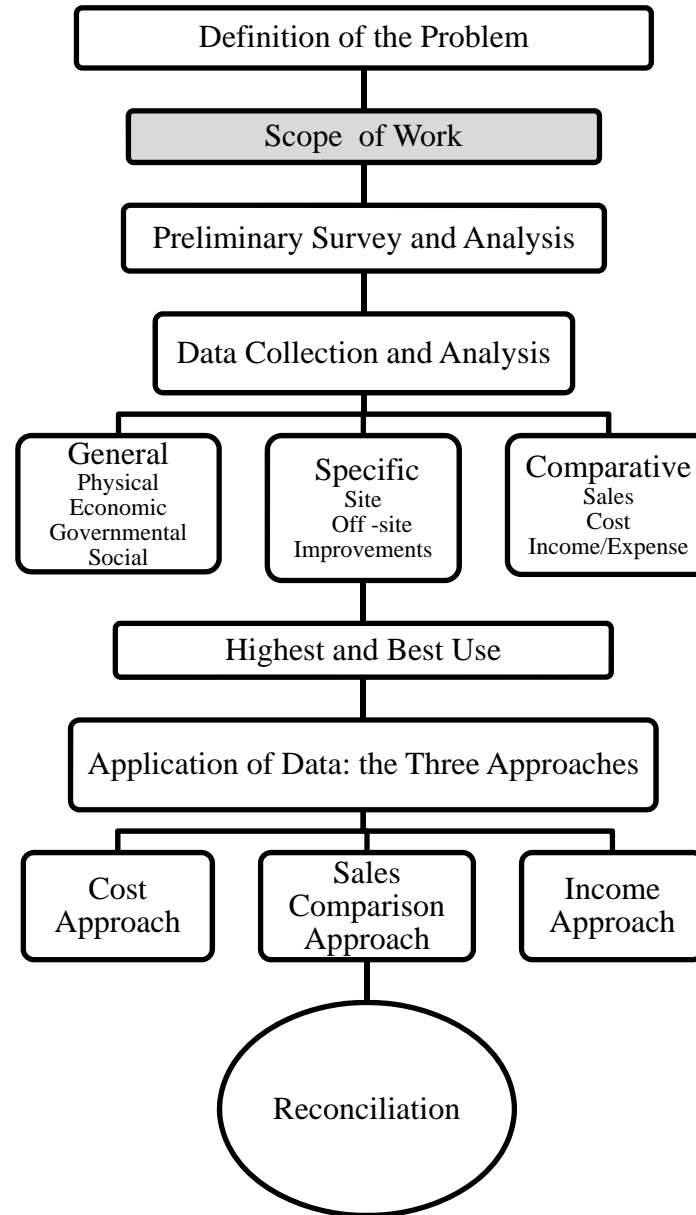 Definition of the Problem
Scope of Work
Preliminary Survey and Analysis
Data Collection and Analysis
General
Physical
Economic
Governmental
Social
Specific
Site
Off -site
Improvements
Comparative
Sales
Cost
Income/Expense
Highest and Best Use
Application of Data: the Three Approaches
Cost
Approach
Sales
Comparison
Approach
Income
Approach
Reconciliation